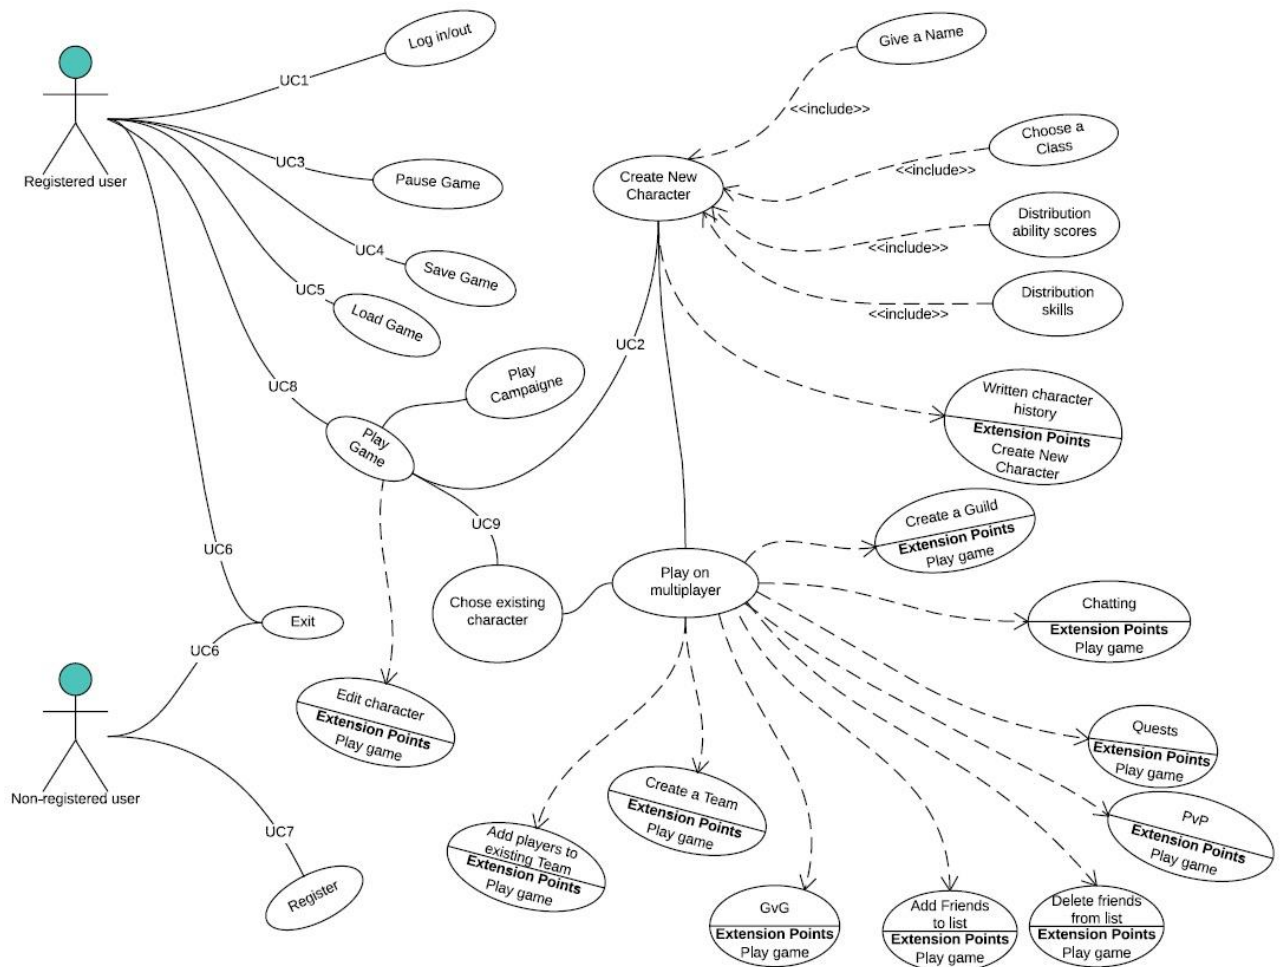 Log in/out
Give a Name
UC1
<<include>>
Choose a
Class
Registered user
UC3
Pause Game
Create New
Character
<<include>>
Distribution
ability scores
<<include>>
UC4
Save Game
UC5
Load Game
Distribution
skills
<<include>>
UC2
UC8
Play
Campaigne
Written character
history
Extension Points
Create New
Character
Play
Game
UC9
Create a Guild
Extension Points
Play game
UC6
Chose existing
character
Play on
multiplayer
Chatting
Extension Points
Play game
Exit
UC6
Edit character
Extension Points
Play game
Quests
Extension Points
Play game
Non-registered user
Create a Team
Extension Points
Play game
PvP
Extension Points
Play game
UC7
Add players to
existing Team
Extension Points
Play game
Register
GvG
Extension Points
Play game
Add Friends
to list
Extension Points
Play game
Delete friends
from list
Extension Points
Play game